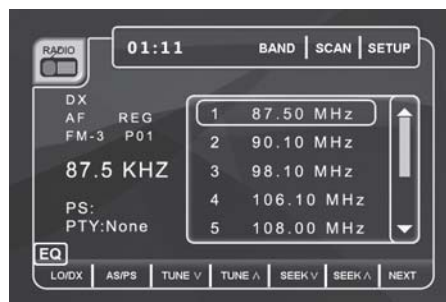 RADIO
01:11 BAND SCAN SETUP
DX
AF REG
FM-3 P01
87.5 KHZ
PS:
PTY:None
1 87.50 MHz
2 90.10 MHz
3 98.10 MHz
4 106.10 MHz
5 108.00 MHz
EQ
LO/DX AS/PS TUNE ∨ TUNE ∧ SEEK ∨ SEEK ∧ NEXT